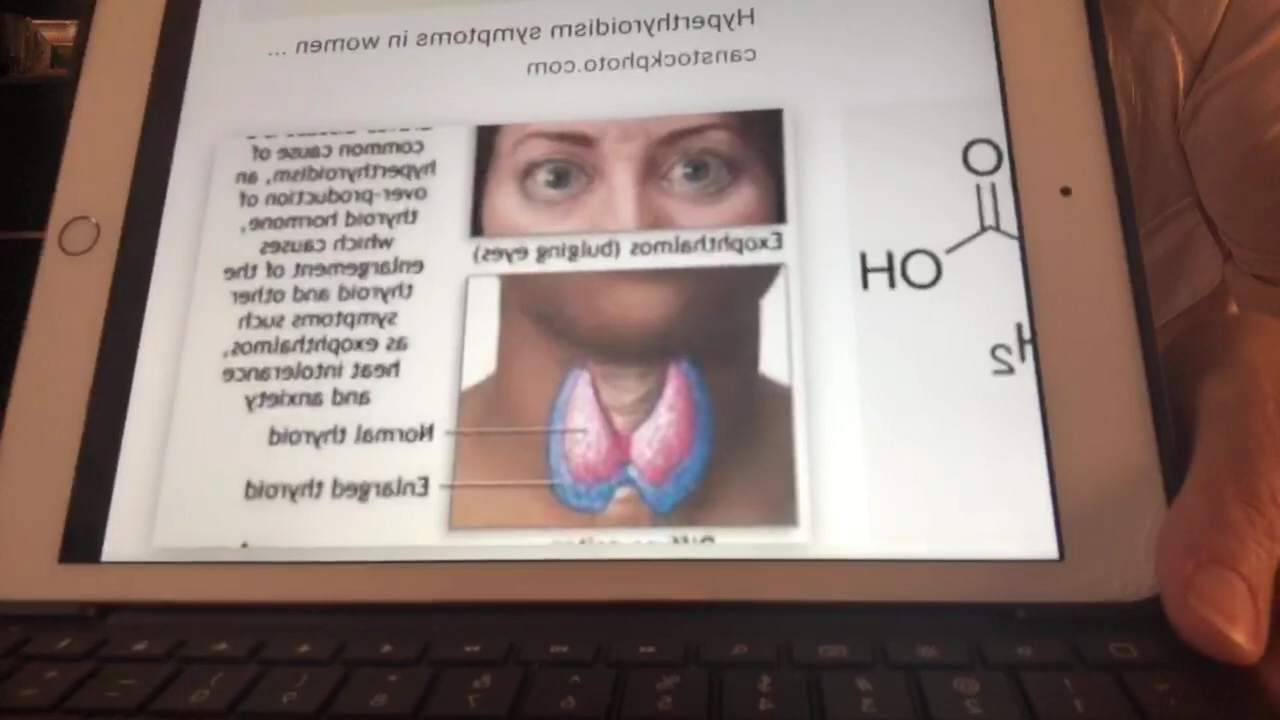 Hyperthyroidism symptoms in women ...
canstockphoto.com
common cause of
hyperthyroidism, an
over-production of
thyroid hormone,
which causes
enlargement of the
thyroid and other
symptoms such
as exophthalmos,
heat intolerance
and anxiety
Exophthalmos (bulging eyes)
Normal thyroid
Enlarged thyroid
O
HO
H2